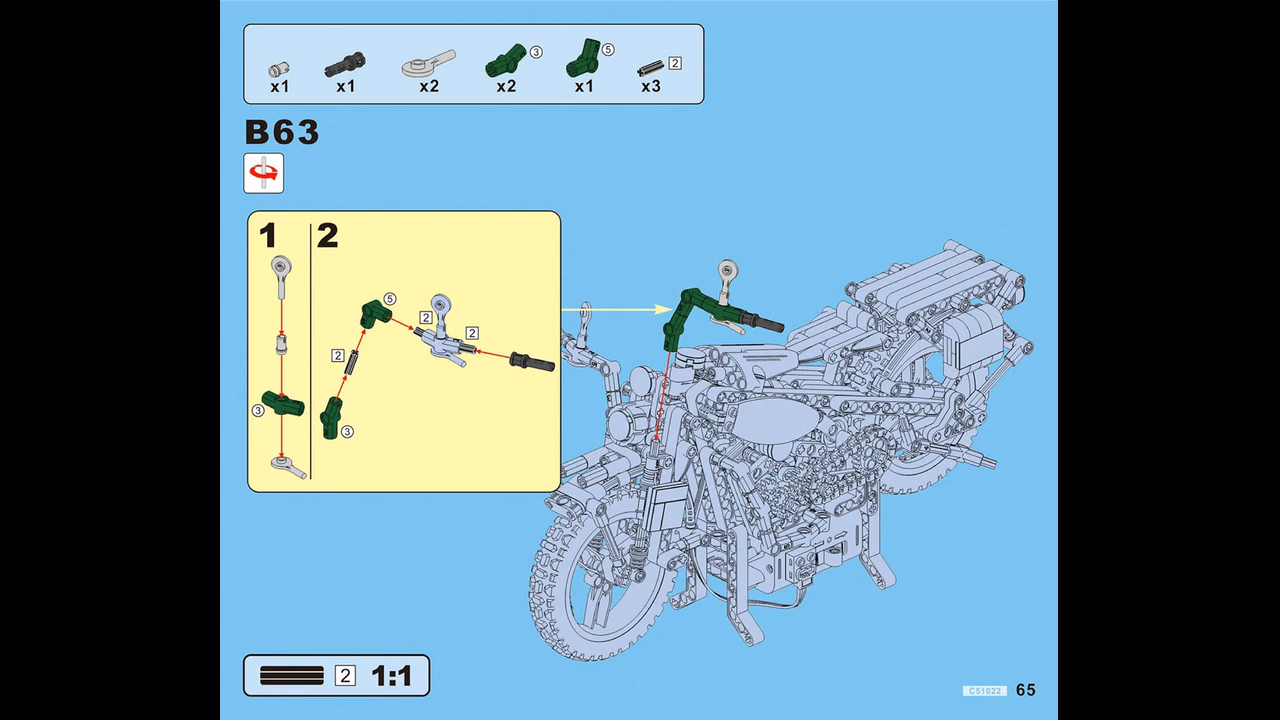 ③ ⑤ 2
x1 x1 x2 x2 x1 x3
B63
1 2
⑤
2
2
2
③
③
2 1:1
C51022 65